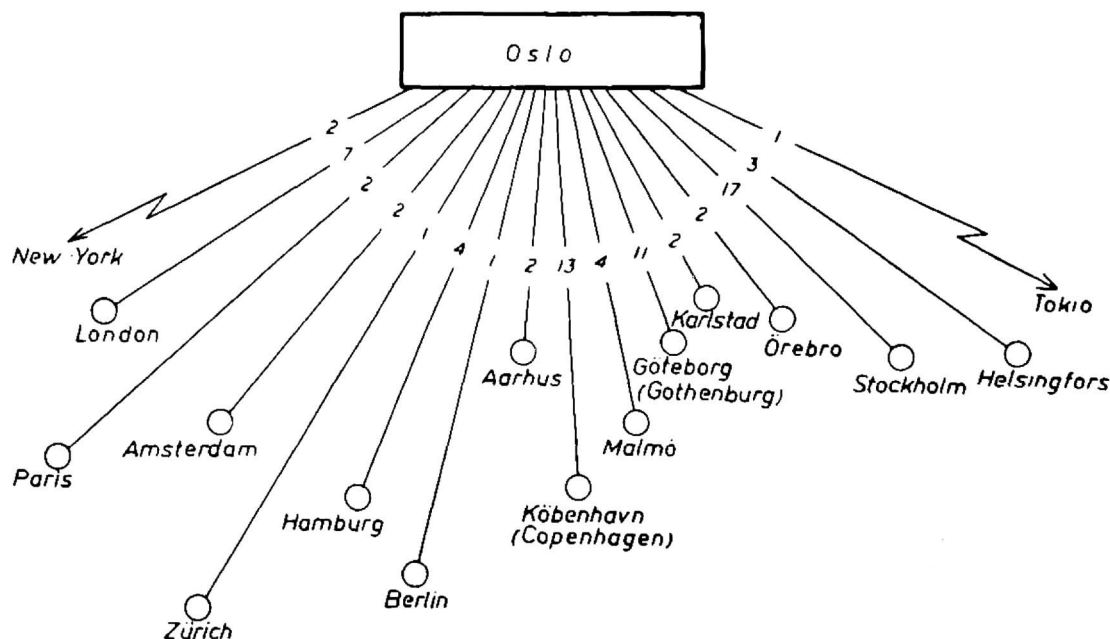 Oslo
2
7
2
2
1
4
1
2
13
4
11
2
2
17
3
1
New York
London
Paris
Amsterdam
Zürich
Hamburg
Berlin
Aarhus
Köbenhavn
(Copenhagen)
Malmö
Göteborg
(Gothenburg)
Karlstad
Örebro
Stockholm
Helsingfors
Tokio